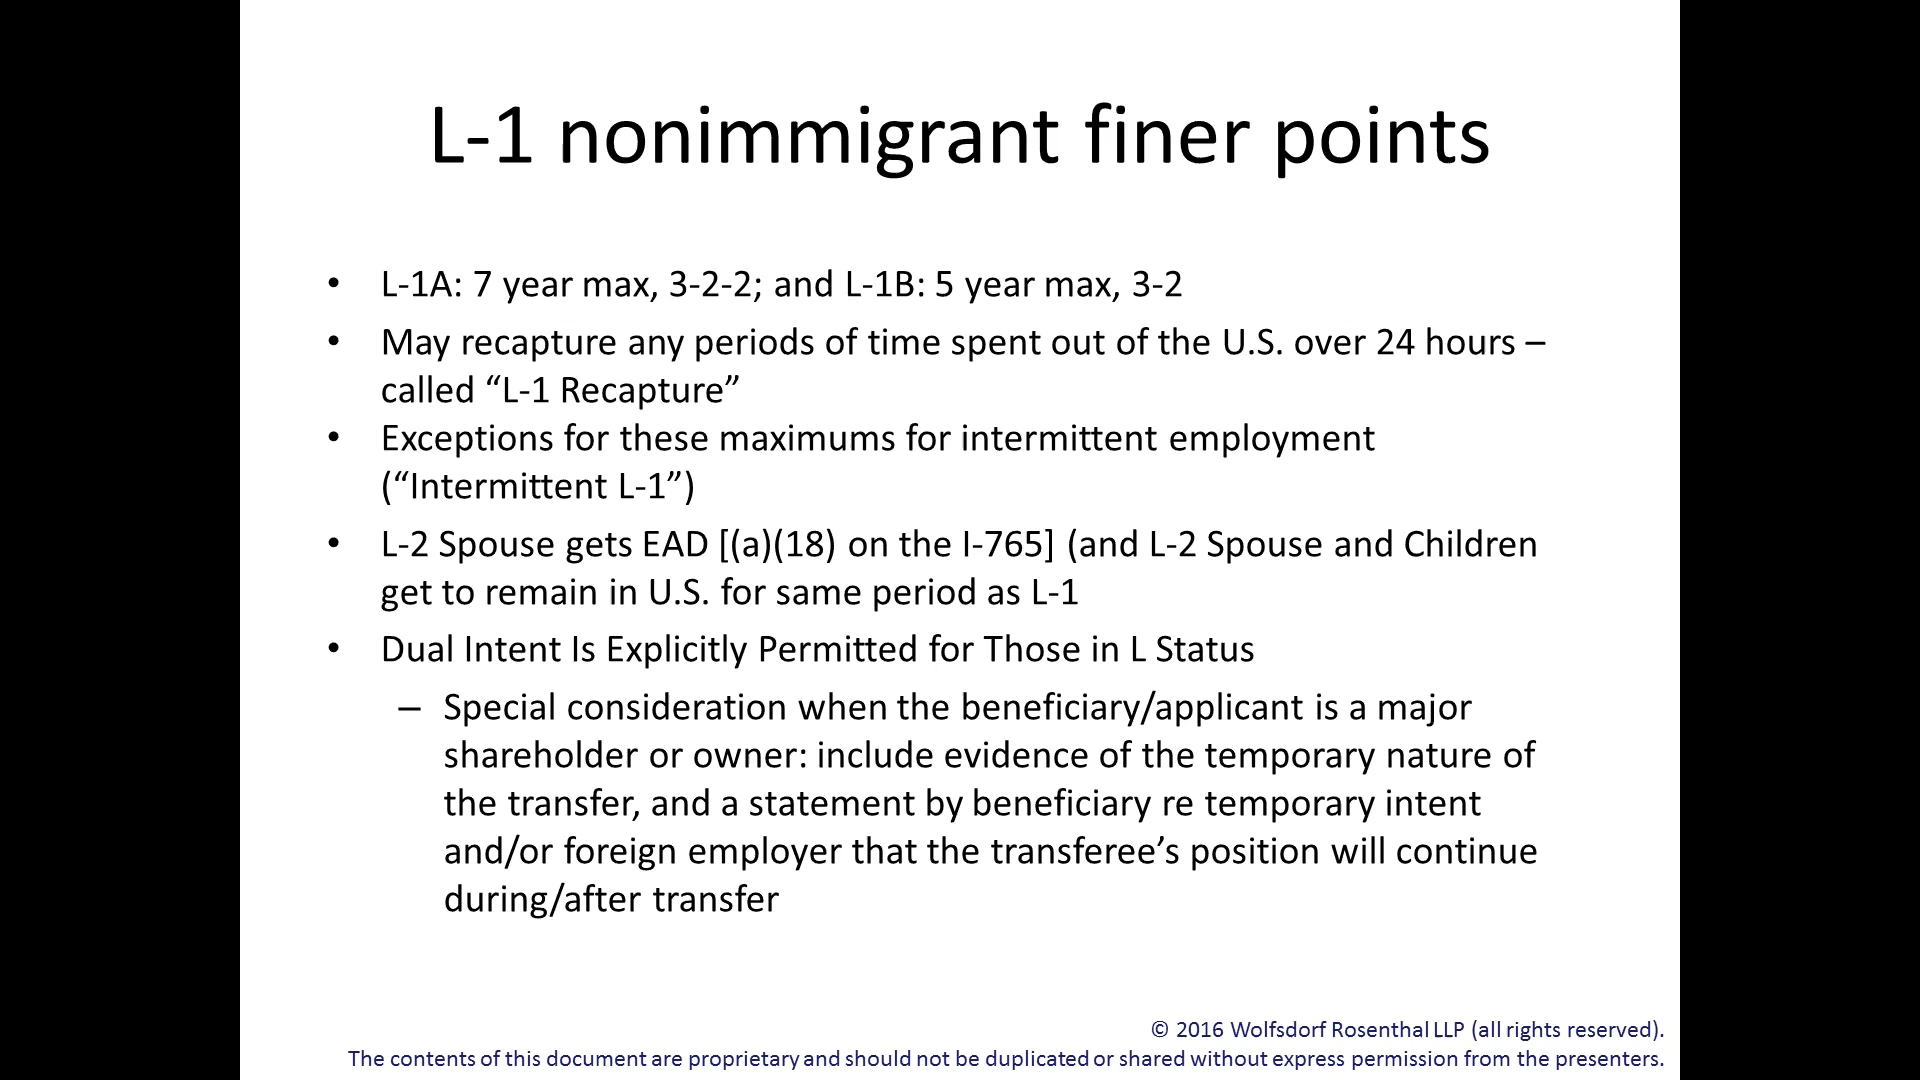 L-1 nonimmigrant finer points
• L-1A: 7 year max, 3-2-2; and L-1B: 5 year max, 3-2
• May recapture any periods of time spent out of the U.S. over 24 hours –
called “L-1 Recapture”
• Exceptions for these maximums for intermittent employment
(“Intermittent L-1”)
• L-2 Spouse gets EAD [(a)(18) on the I-765] (and L-2 Spouse and Children
get to remain in U.S. for same period as L-1
• Dual Intent Is Explicitly Permitted for Those in L Status
– Special consideration when the beneficiary/applicant is a major
shareholder or owner: include evidence of the temporary nature of
the transfer, and a statement by beneficiary re temporary intent
and/or foreign employer that the transferee’s position will continue
during/after transfer
© 2016 Wolfsdorf Rosenthal LLP (all rights reserved).
The contents of this document are proprietary and should not be duplicated or shared without express permission from the presenters.